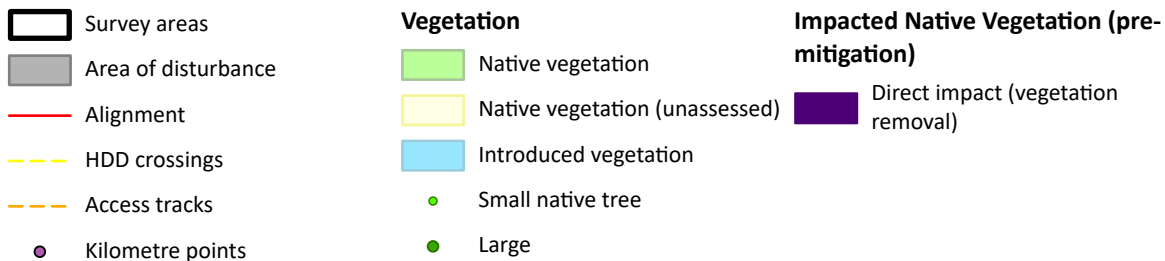 Survey areas
Area of disturbance
Alignment
HDD crossings
Access tracks
Kilometre points
Vegetation
Native vegetation
Native vegetation (unassessed)
Introduced vegetation
Small native tree
Large
Impacted Native Vegetation (pre-
mitigation)
Direct impact (vegetation
removal)